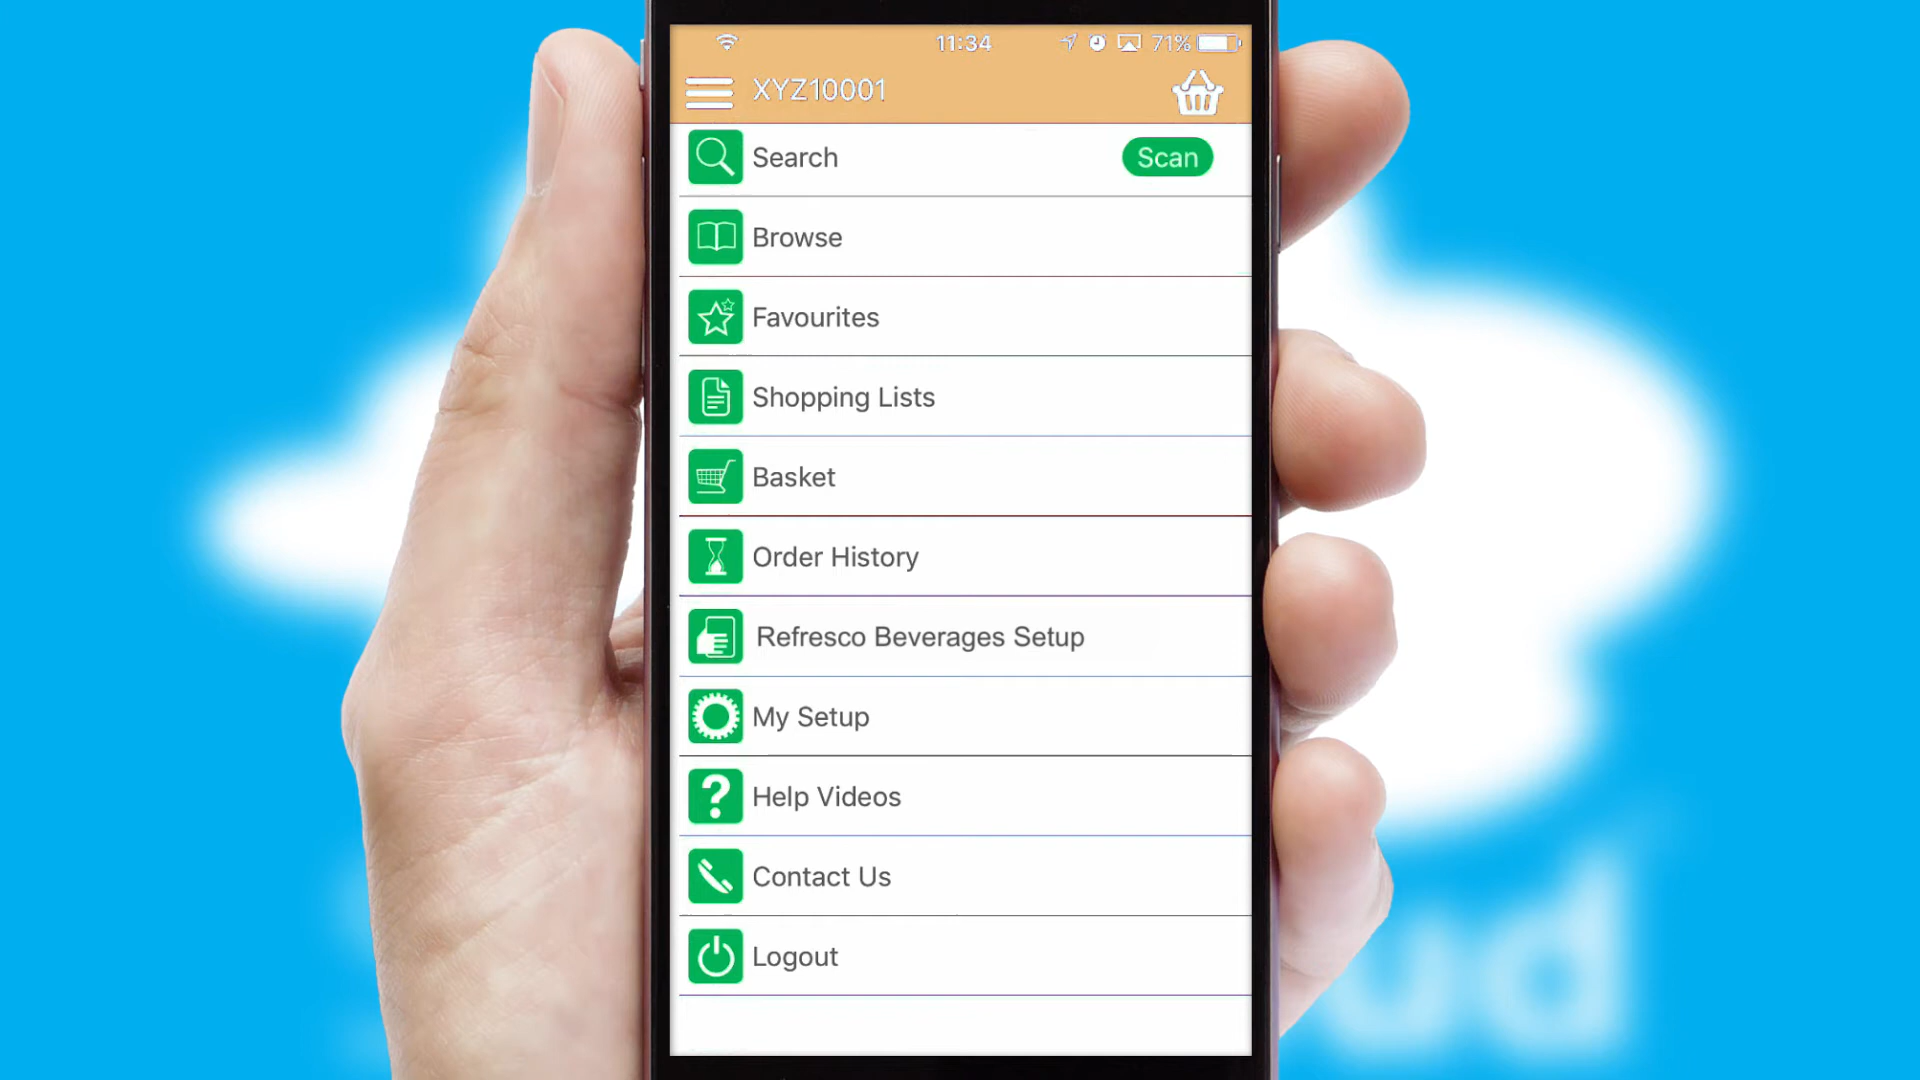 11:34 71%
XYZ10001
Search Scan
Browse
Favourites
Shopping Lists
Basket
Order History
Refresco Beverages Setup
My Setup
Help Videos
Contact Us
Logout